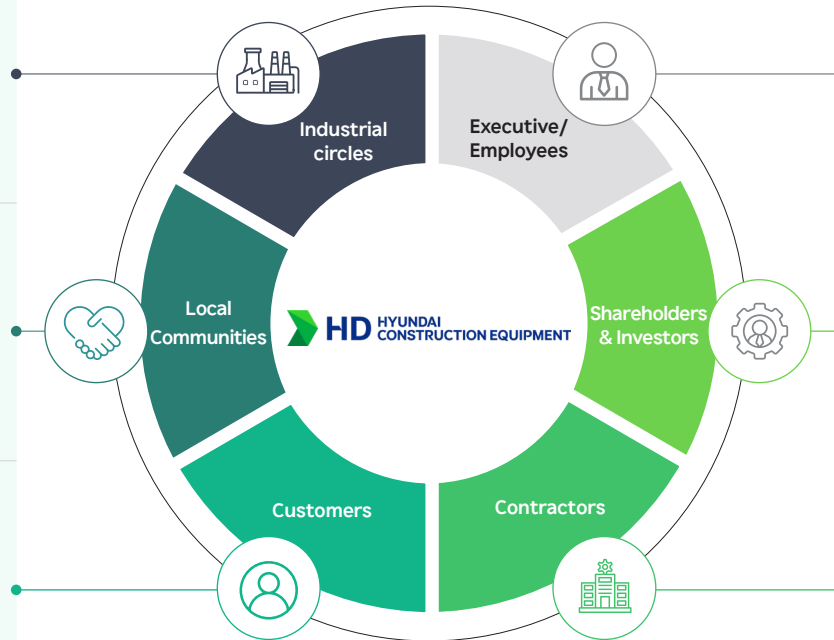 Industrial
circles
Executive/
Employees
Local
Communities
HD HYUNDAI
CONSTRUCTION EQUIPMENT
Shareholders
& Investors
Customers
Contractors